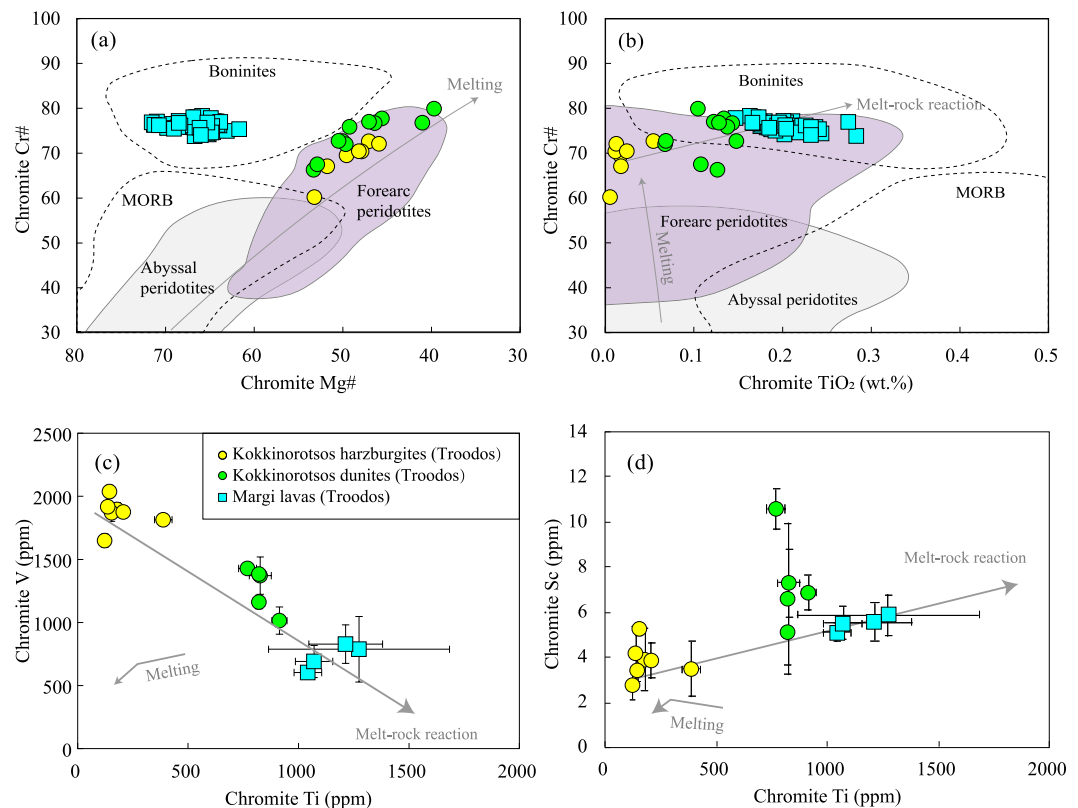 (a)
Boninites
Melting
MORB
Forearc
peridotites
Abyssal
peridotites
100
90
80
70
60
50
40
30
80
70
60
50
40
30
Chromite Cr#
Chromite Mg#
(b)
Boninites
Melt-rock reaction
MORB
Forearc peridotites
Melting
Abyssal peridotites
100
90
80
70
60
50
40
30
0.0
0.1
0.2
0.3
0.4
0.5
Chromite Cr#
Chromite TiO₂ (wt.%)
(c)
Kokkinorotsos harzburgites (Troodos)
Kokkinorotsos dunites (Troodos)
Margi lavas (Troodos)
Melting
Melt-rock reaction
2500
2000
1500
1000
500
0
0
500
1000
1500
2000
Chromite V (ppm)
Chromite Ti (ppm)
(d)
Melt-rock reaction
Melting
14
12
10
8
6
4
2
0
0
500
1000
1500
2000
Chromite Sc (ppm)
Chromite Ti (ppm)